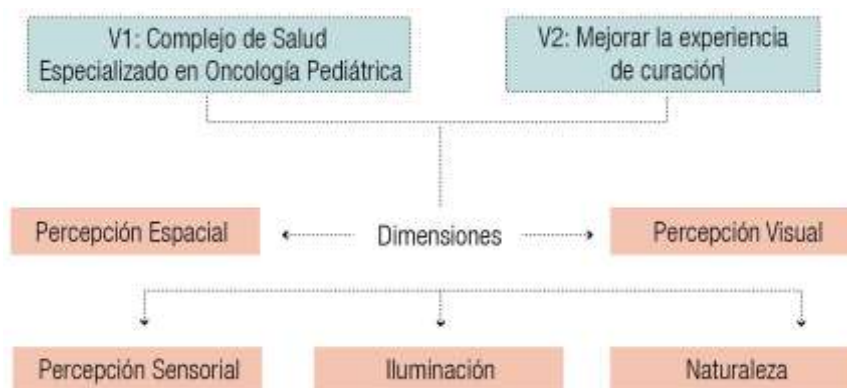 V1: Complejo de Salud
Especializado en Oncología Pediátrica
V2: Mejorar la experiencia
de curación
Percepción Espacial
Dimensiones
Percepción Visual
Percepción Sensorial
Iluminación
Naturaleza